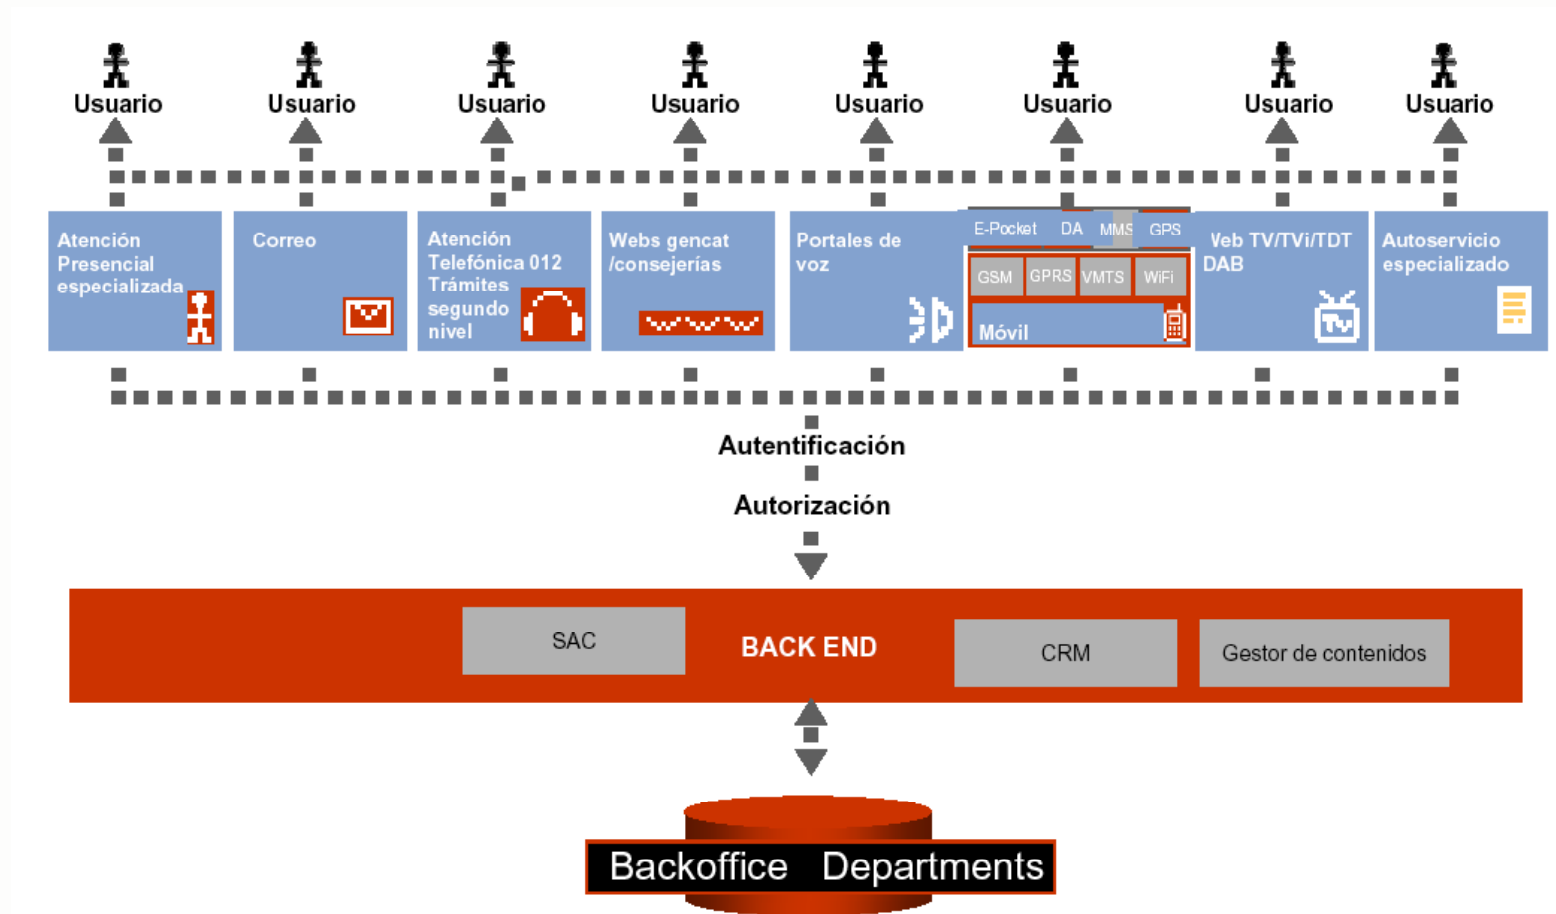 Usuario Usuario Usuario Usuario Usuario Usuario Usuario Usuario
Atención
Presencial
especializada
Correo
Atención
Telefónica 012
Trámites
segundo
nivel
Webs gencat
/consejerías
Portales de
voz
E-Pocket DA MMS GPS
GSM GPRS VMTS WiFi
Móvil
Web TV/TVi/TDT
DAB
Tv
Autoservicio
especializado
Autentificación
Autorización
SAC BACK END CRM Gestor de contenidos
Backoffice Departments